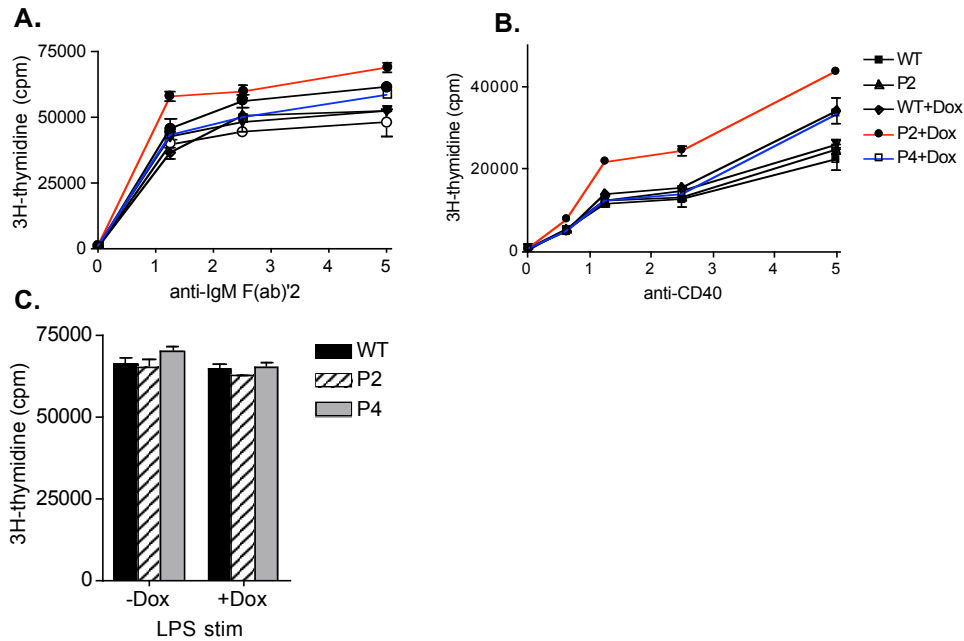 A.
75000
50000
25000
0
3H-thymidine (cpm)
0 1 2 3 4 5
anti-IgM F(ab)'2
B.
40000
20000
0
3H-thymidine (cpm)
0 1 2 3 4 5
anti-CD40
WT
P2
WT+Dox
P2+Dox
P4+Dox
C.
75000
50000
25000
0
3H-thymidine (cpm)
-Dox +Dox
LPS stim
WT
P2
P4